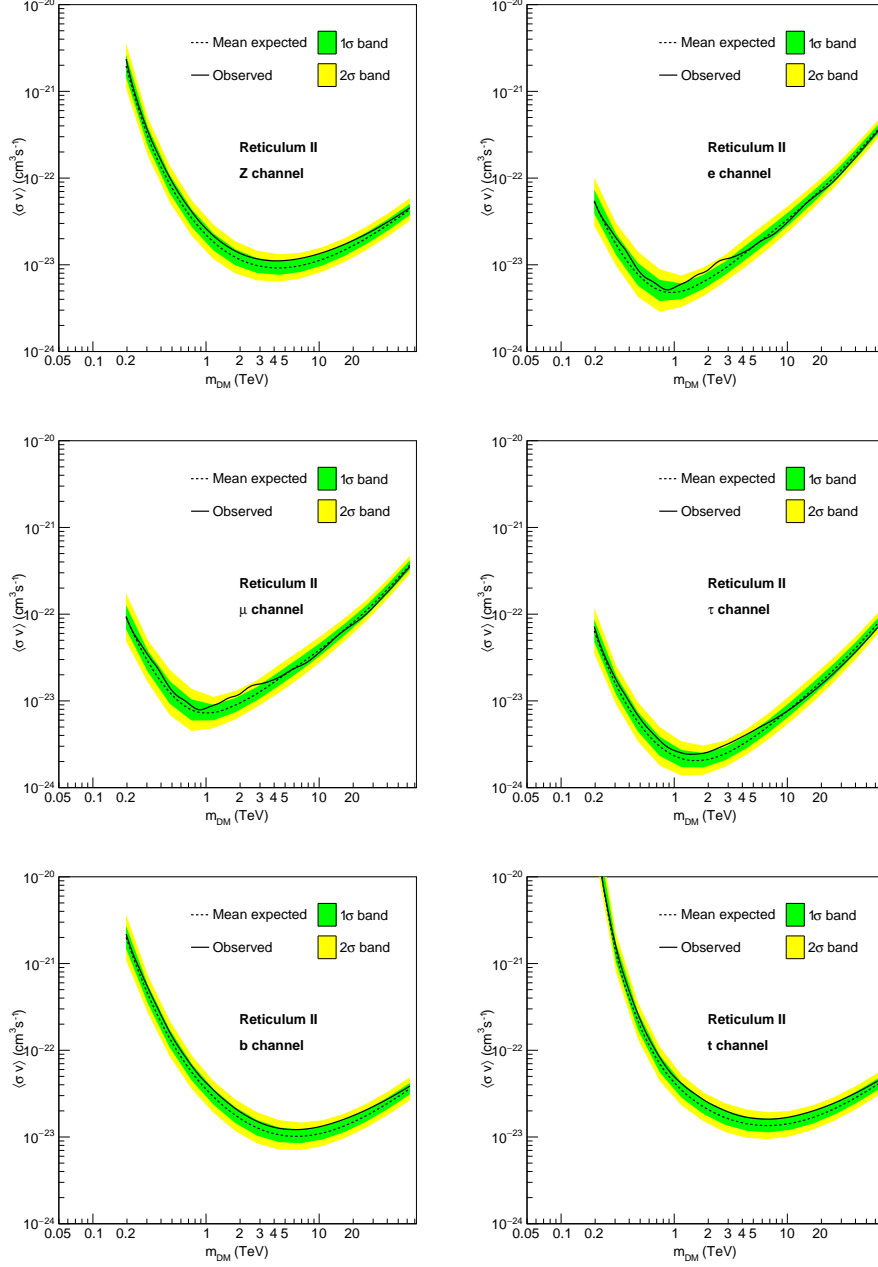 10⁻²⁰
10⁻²¹
10⁻²²
10⁻²³
10⁻²⁴
⟨σ v⟩ (cm³s⁻¹)
Mean expected 1σ band
Observed 2σ band
Reticulum II
Z channel
0.05 0.1 0.2 1 2 3 4 5 10 20
m_DM (TeV)
10⁻²⁰
10⁻²¹
10⁻²²
10⁻²³
10⁻²⁴
⟨σ v⟩ (cm³s⁻¹)
Mean expected 1σ band
Observed 2σ band
Reticulum II
e channel
0.05 0.1 0.2 1 2 3 4 5 10 20
m_DM (TeV)
10⁻²⁰
10⁻²¹
10⁻²²
10⁻²³
10⁻²⁴
⟨σ v⟩ (cm³s⁻¹)
Mean expected 1σ band
Observed 2σ band
Reticulum II
μ channel
0.05 0.1 0.2 1 2 3 4 5 10 20
m_DM (TeV)
10⁻²⁰
10⁻²¹
10⁻²²
10⁻²³
10⁻²⁴
⟨σ v⟩ (cm³s⁻¹)
Mean expected 1σ band
Observed 2σ band
Reticulum II
τ channel
0.05 0.1 0.2 1 2 3 4 5 10 20
m_DM (TeV)
10⁻²⁰
10⁻²¹
10⁻²²
10⁻²³
10⁻²⁴
⟨σ v⟩ (cm³s⁻¹)
Mean expected 1σ band
Observed 2σ band
Reticulum II
b channel
0.05 0.1 0.2 1 2 3 4 5 10 20
m_DM (TeV)
10⁻²⁰
10⁻²¹
10⁻²²
10⁻²³
10⁻²⁴
⟨σ v⟩ (cm³s⁻¹)
Mean expected 1σ band
Observed 2σ band
Reticulum II
t channel
0.05 0.1 0.2 1 2 3 4 5 10 20
m_DM (TeV)